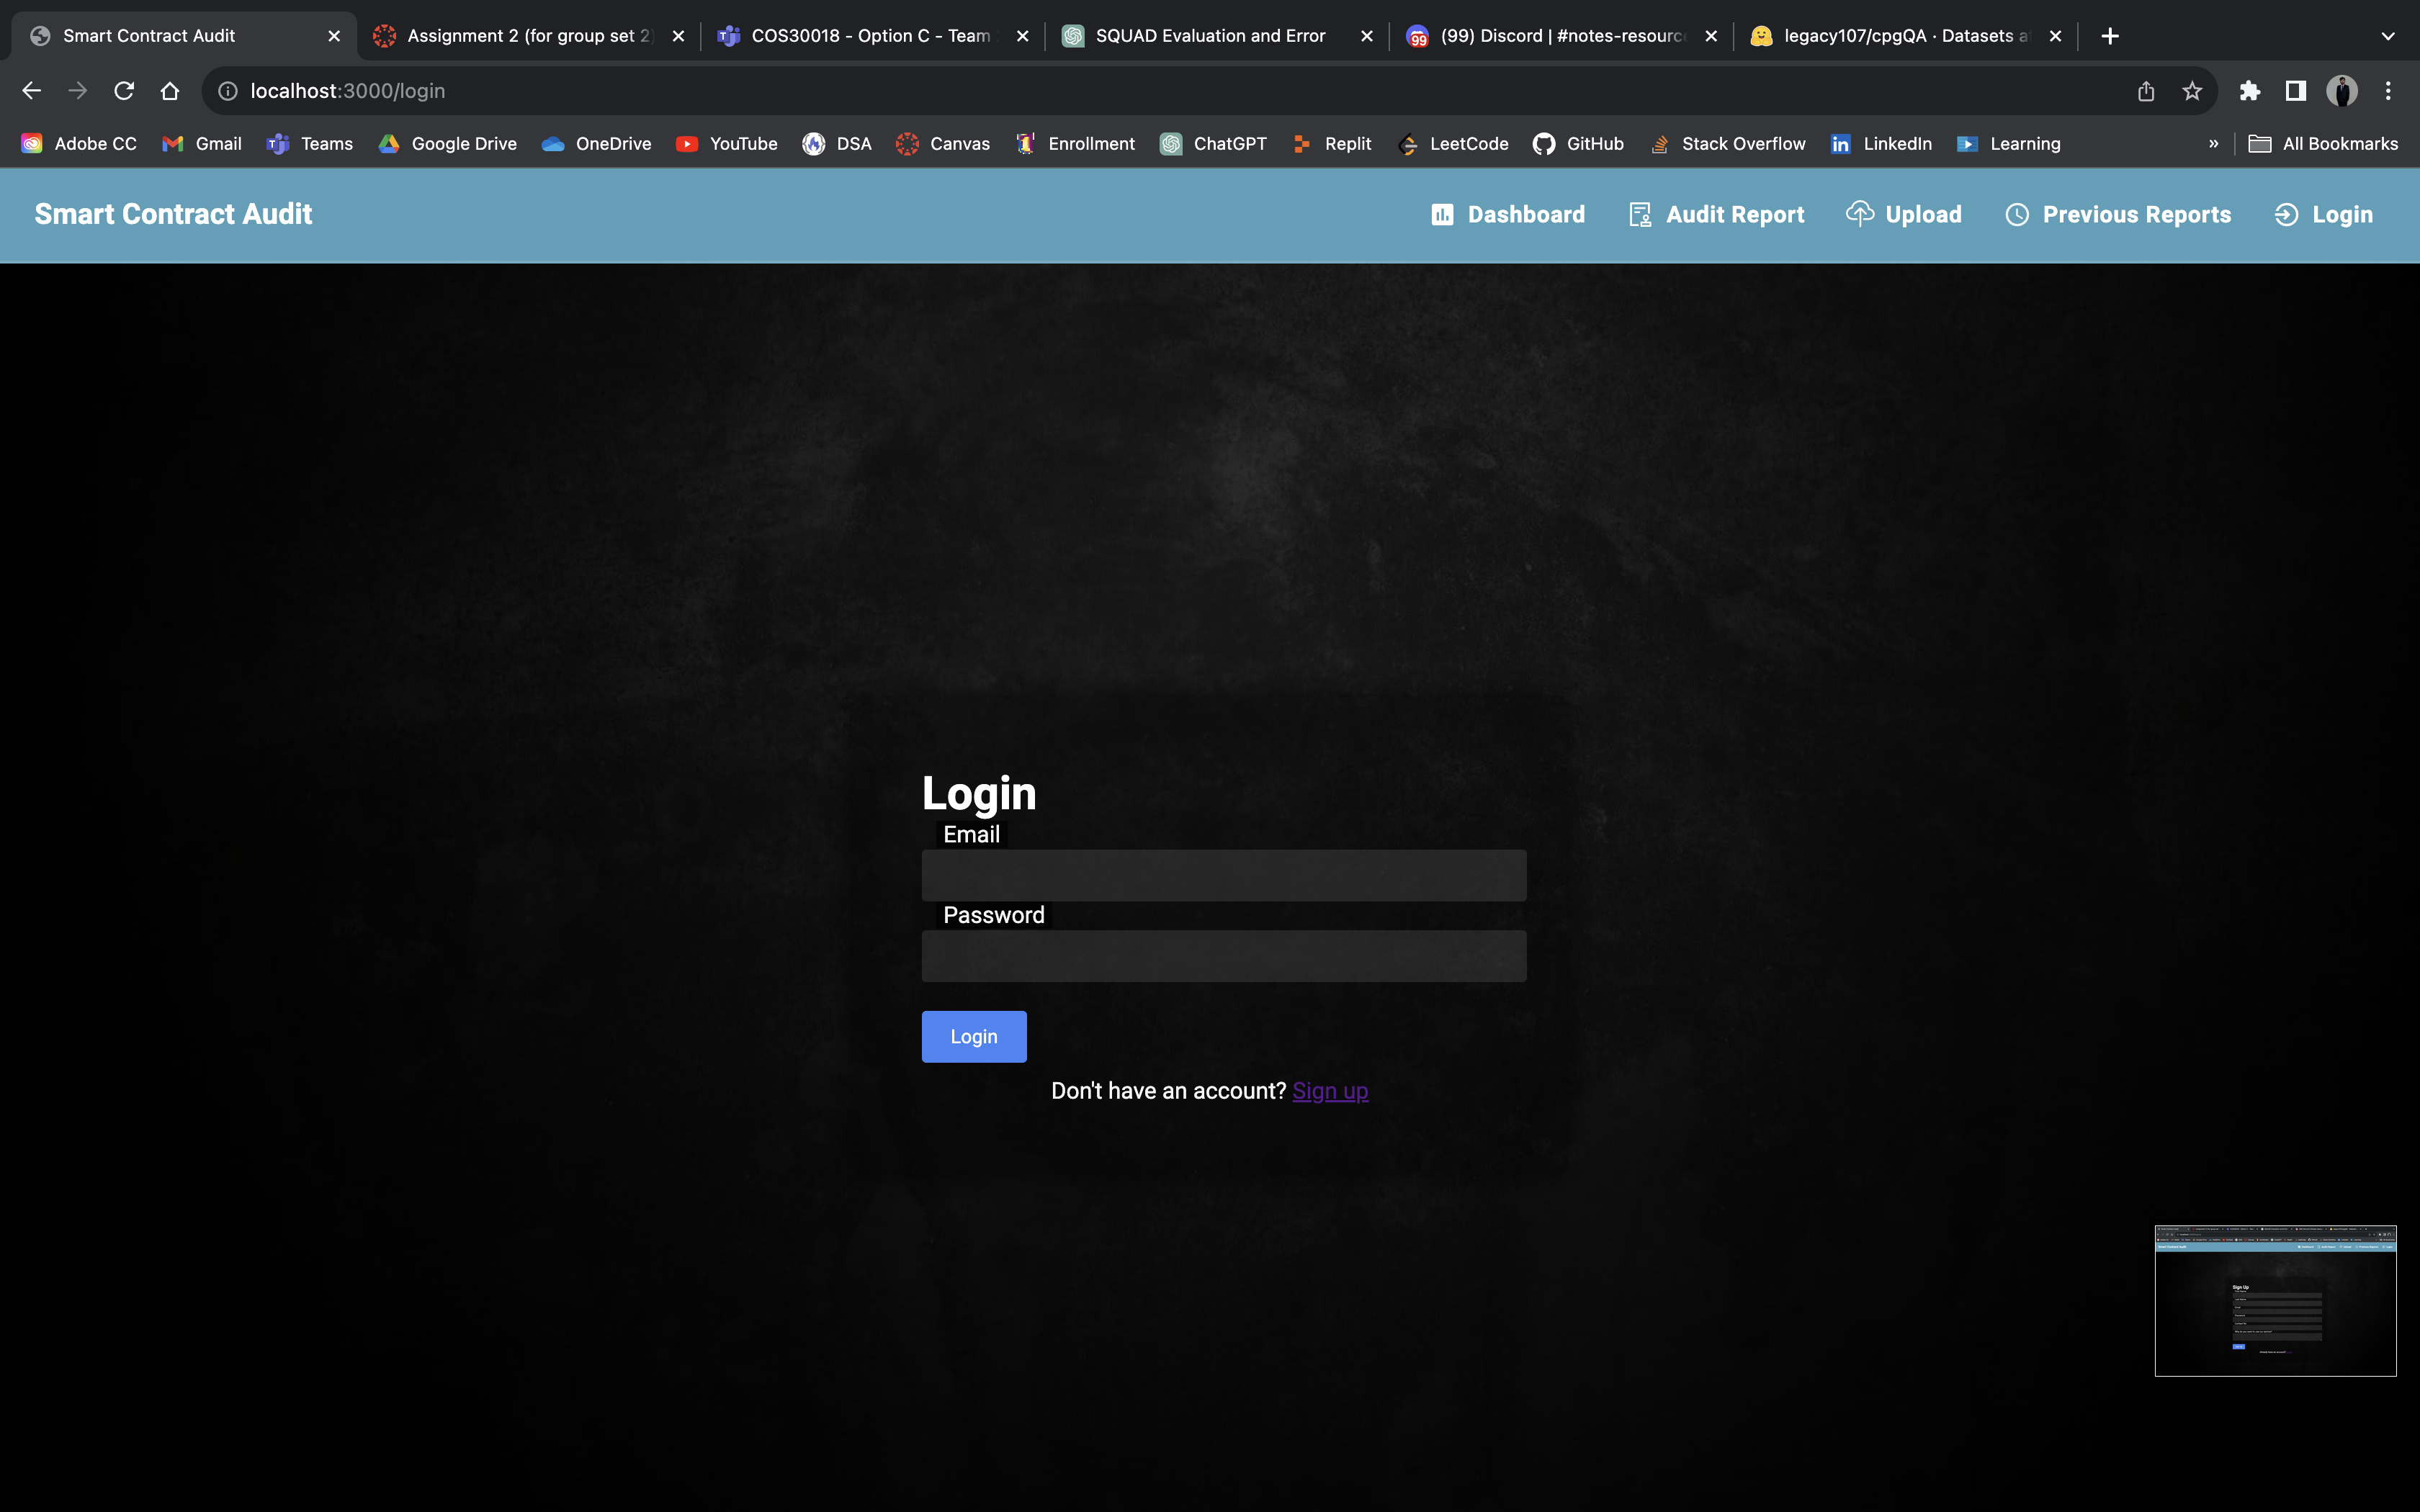 Smart Contract Audit
Assignment 2 (for group set 2)
COS30018 - Option C - Team
SQUAD Evaluation and Error
(99) Discord | #notes-resourc
legacy107/cpgQA · Datasets a
localhost:3000/login
Adobe CC Gmail Teams Google Drive OneDrive YouTube DSA Canvas Enrollment ChatGPT Replit LeetCode GitHub Stack Overflow LinkedIn Learning » All Bookmarks
Smart Contract Audit Dashboard Audit Report Upload Previous Reports Login
Login
Email
Password
Login
Don't have an account? Sign up
Sign Up